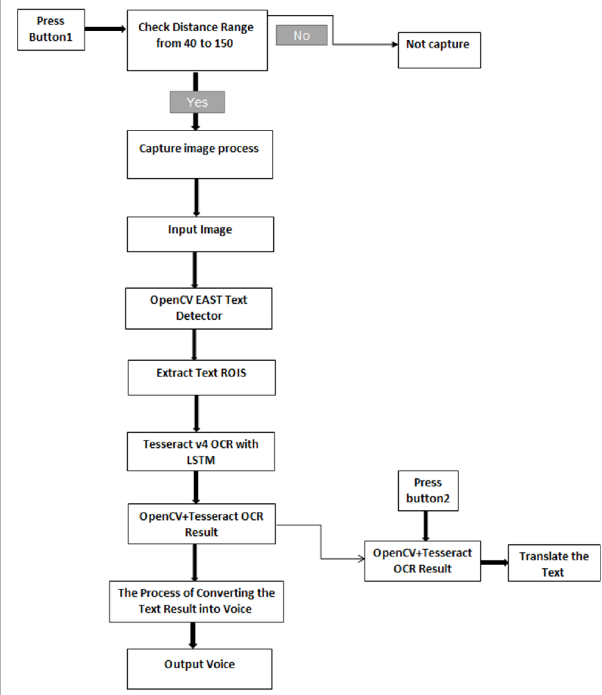 Press
Button1
Check Distance Range
from 40 to 150
No
Not capture
Yes
Capture image process
Input Image
OpenCV EAST Text
Detector
Extract Text ROIS
Tesseract v4 OCR with
LSTM
OpenCV+Tesseract OCR
Result
Press
button2
OpenCV+Tesseract
OCR Result
Translate the
Text
The Process of Converting the
Text Result into Voice
Output Voice